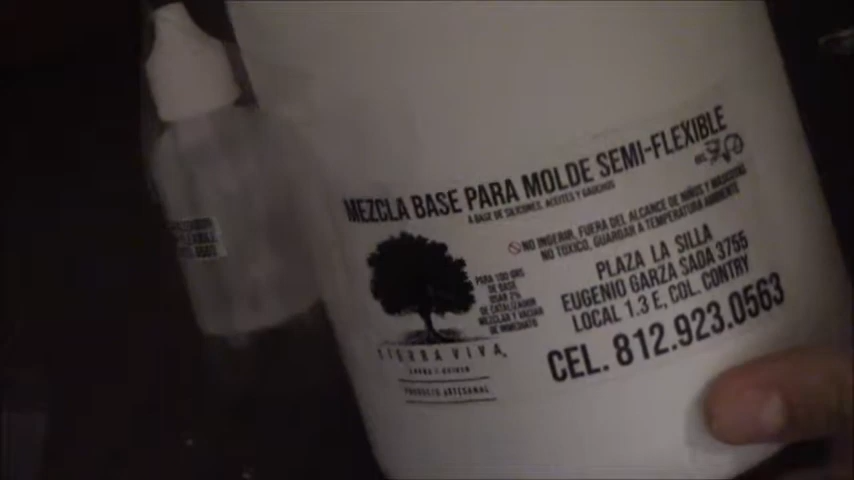 MEZCLA BASE PARA MOLDE SEMI-FLEXIBLE
A BASE DE SILICONES, ACEITES Y CAUCHOS
NO INGERIR, FUERA DEL ALCANCE DE NIÑOS Y MASCOTAS
NO TOXICO, GUARDAR A TEMPERATURA AMBIENTE
PARA 100 GRS
DE BASE
USAR 2%
DE CATALIZADOR
MEZCLAR Y VACIAR
DE INMEDIATO
PLAZA LA SILLA
EUGENIO GARZA SADA 3755
LOCAL 1.3 E, COL. CONTRY
CEL. 812.923.0563
TIERRA VIVA
PRODUCTO ARTESANAL
FLEXIBLE